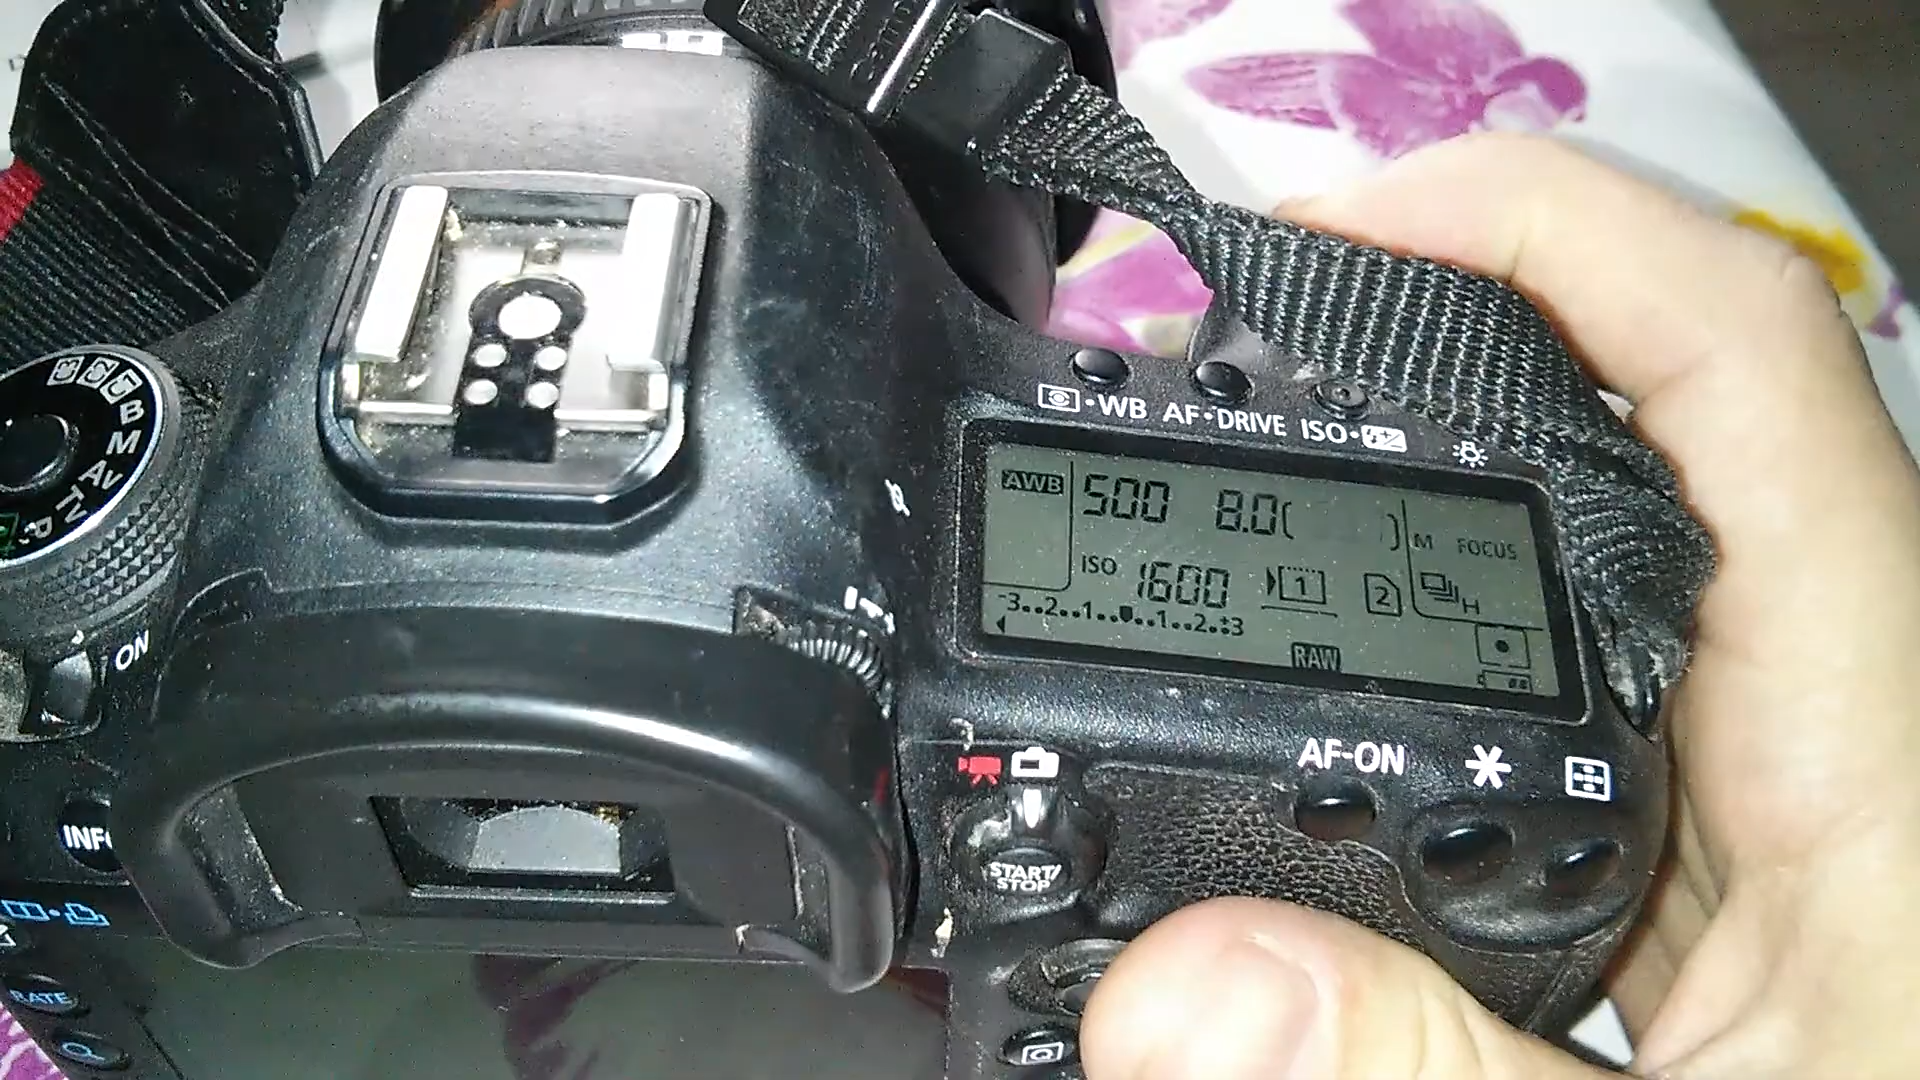 WB AF•DRIVE ISO•
AWB 500 8.0( ) M FOCUS
ISO 1600 1 2 H
-3..2..1..▮..1..2..+3
RAW
B
M
Av
Tv
P
ON
INFO
AF-ON
START/
STOP
RATE
Q